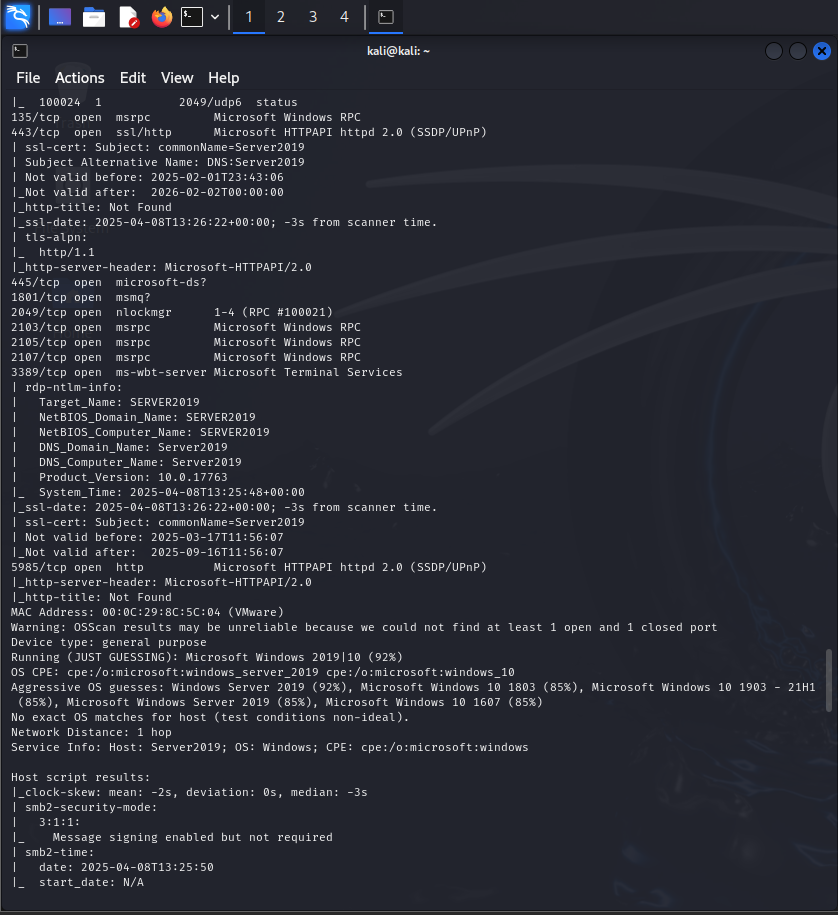 1 2 3 4
kali@kali: ~
File Actions Edit View Help
|_  100024  1           2049/udp6  status
135/tcp  open  msrpc         Microsoft Windows RPC
443/tcp  open  ssl/http      Microsoft HTTPAPI httpd 2.0 (SSDP/UPnP)
| ssl-cert: Subject: commonName=Server2019
| Subject Alternative Name: DNS:Server2019
| Not valid before: 2025-02-01T23:43:06
|_Not valid after:  2026-02-02T00:00:00
|_http-title: Not Found
|_ssl-date: 2025-04-08T13:26:22+00:00; -3s from scanner time.
| tls-alpn:
|_  http/1.1
|_http-server-header: Microsoft-HTTPAPI/2.0
445/tcp  open  microsoft-ds?
1801/tcp open  msmq?
2049/tcp open  nlockmgr      1-4 (RPC #100021)
2103/tcp open  msrpc         Microsoft Windows RPC
2105/tcp open  msrpc         Microsoft Windows RPC
2107/tcp open  msrpc         Microsoft Windows RPC
3389/tcp open  ms-wbt-server Microsoft Terminal Services
| rdp-ntlm-info:
|   Target_Name: SERVER2019
|   NetBIOS_Domain_Name: SERVER2019
|   NetBIOS_Computer_Name: SERVER2019
|   DNS_Domain_Name: Server2019
|   DNS_Computer_Name: Server2019
|   Product_Version: 10.0.17763
|_  System_Time: 2025-04-08T13:25:48+00:00
|_ssl-date: 2025-04-08T13:26:22+00:00; -3s from scanner time.
| ssl-cert: Subject: commonName=Server2019
| Not valid before: 2025-03-17T11:56:07
|_Not valid after:  2025-09-16T11:56:07
5985/tcp open  http          Microsoft HTTPAPI httpd 2.0 (SSDP/UPnP)
|_http-server-header: Microsoft-HTTPAPI/2.0
|_http-title: Not Found
MAC Address: 00:0C:29:8C:5C:04 (VMware)
Warning: OSScan results may be unreliable because we could not find at least 1 open and 1 closed port
Device type: general purpose
Running (JUST GUESSING): Microsoft Windows 2019|10 (92%)
OS CPE: cpe:/o:microsoft:windows_server_2019 cpe:/o:microsoft:windows_10
Aggressive OS guesses: Windows Server 2019 (92%), Microsoft Windows 10 1803 (85%), Microsoft Windows 10 1903 - 21H1
 (85%), Microsoft Windows Server 2019 (85%), Microsoft Windows 10 1607 (85%)
No exact OS matches for host (test conditions non-ideal).
Network Distance: 1 hop
Service Info: Host: Server2019; OS: Windows; CPE: cpe:/o:microsoft:windows
Host script results:
|_clock-skew: mean: -2s, deviation: 0s, median: -3s
| smb2-security-mode:
|   3:1:1:
|_    Message signing enabled but not required
| smb2-time:
|   date: 2025-04-08T13:25:50
|_  start_date: N/A